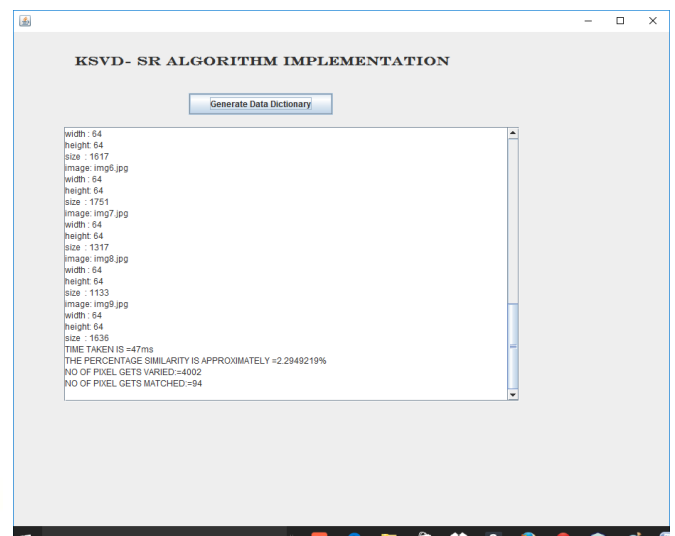 KSVD- SR ALGORITHM IMPLEMENTATION
Generate Data Dictionary
width : 64
height: 64
size : 1617
image: img6.jpg
width : 64
height: 64
size : 1751
image: img7.jpg
width : 64
height: 64
size : 1317
image: img8.jpg
width : 64
height: 64
size : 1133
image: img9.jpg
width : 64
height: 64
size : 1636
TIME TAKEN IS =47ms
THE PERCENTAGE SIMILARITY IS APPROXIMATELY =2.2949219%
NO OF PIXEL GETS VARIED:=4002
NO OF PIXEL GETS MATCHED:=94